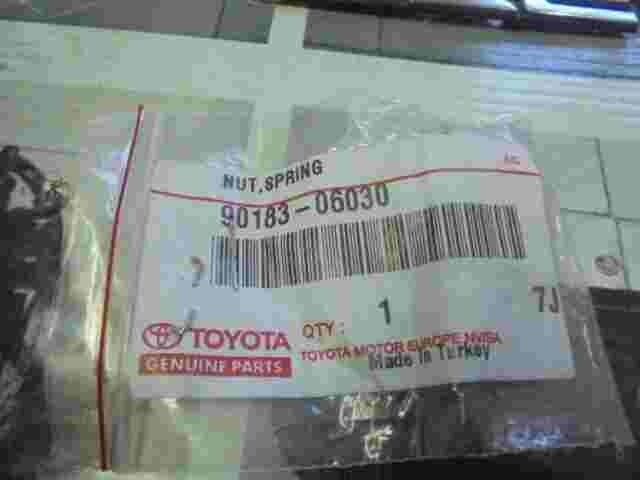 NUT,SPRING
90183-06030
QTY : 1
7J
TOYOTA
GENUINE PARTS
TOYOTA MOTOR EUROPE NV/SA
Made in Turkey